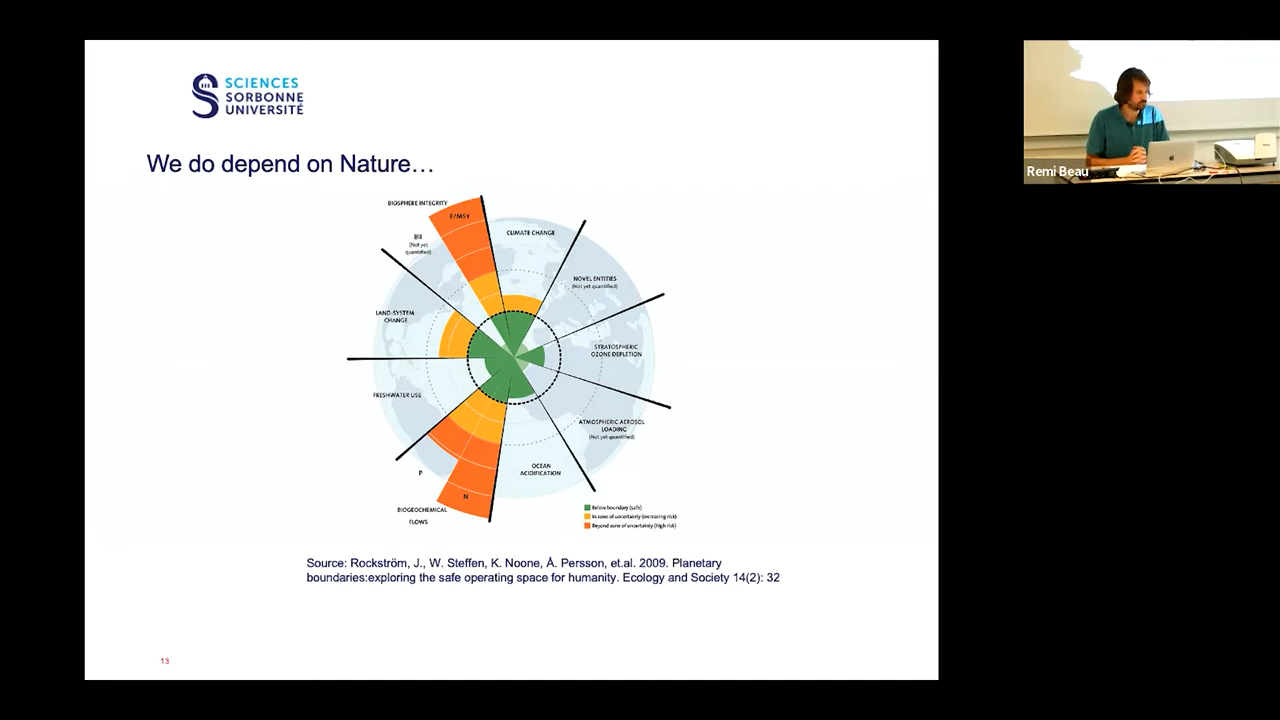 SCIENCES
SORBONNE
UNIVERSITÉ
We do depend on Nature…
BIOSPHERE INTEGRITY
E/MSY
CLIMATE CHANGE
BII
(Not yet
quantified)
NOVEL ENTITIES
(Not yet quantified)
LAND-SYSTEM
CHANGE
STRATOSPHERIC
OZONE DEPLETION
FRESHWATER USE
ATMOSPHERIC AEROSOL
LOADING
(Not yet quantified)
P
OCEAN
ACIDIFICATION
N
BIOGEOCHEMICAL
FLOWS
Below boundary (safe)
In zone of uncertainty (increasing risk)
Beyond zone of uncertainty (high risk)
Source: Rockström, J., W. Steffen, K. Noone, Å. Persson, et.al. 2009. Planetary
boundaries:exploring the safe operating space for humanity. Ecology and Society 14(2): 32
13
Remi Beau